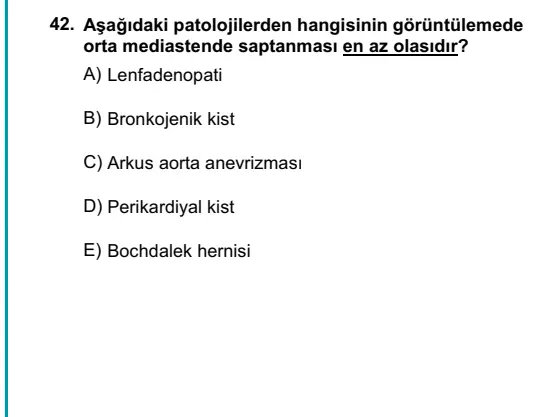 42. Aşağıdaki patolojilerden hangisinin görüntülemede
orta mediastende saptanması en az olasıdır?
A) Lenfadenopati
B) Bronkojenik kist
C) Arkus aorta anevrizması
D) Perikardiyal kist
E) Bochdalek hernisi